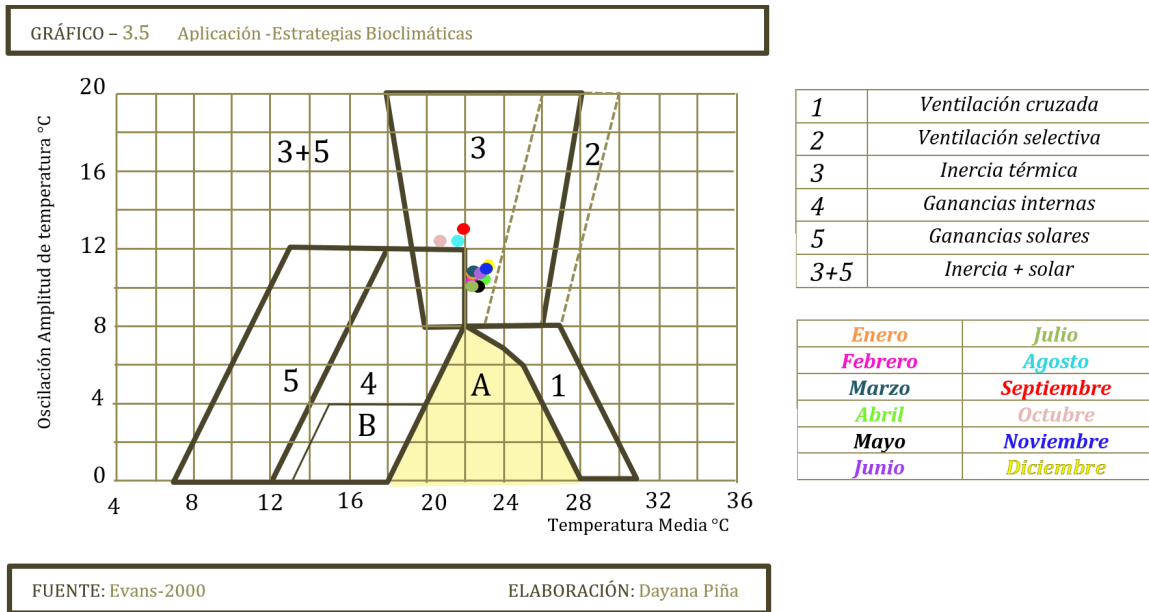 GRÁFICO – 3.5 Aplicación -Estrategias Bioclimáticas
Oscilación Amplitud de temperatura °C
20
16
12
8
4
0
3+5
3
2
5
4
B
A
1
4 8 12 16 20 24 28 32 36
Temperatura Media °C
1 Ventilación cruzada
2 Ventilación selectiva
3 Inercia térmica
4 Ganancias internas
5 Ganancias solares
3+5 Inercia + solar
Enero Julio
Febrero Agosto
Marzo Septiembre
Abril Octubre
Mayo Noviembre
Junio Diciembre
FUENTE: Evans-2000 ELABORACIÓN: Dayana Piña